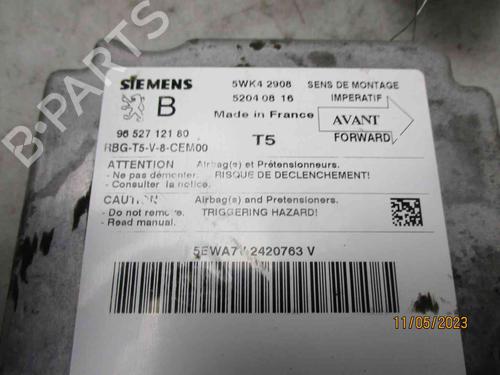 B-PARTS
SIEMENS
B
96 527 121 80
RBG-T5-V-8-CEM00
5WK4 2908
5204 08 16
Made in France
T5
SENS DE MONTAGE
IMPERATIF
AVANT
FORWARD
ATTENTION Airbag(s) et Prétensionneurs.
- Ne pas démonter. RISQUE DE DECLENCHEMENT!
- Consulter la notice.
CAUTION Airbag(s) and Pretensioners.
- Do not remove. TRIGGERING HAZARD!
- Read manual.
5EWA7V 2420763 V
11/05/2023